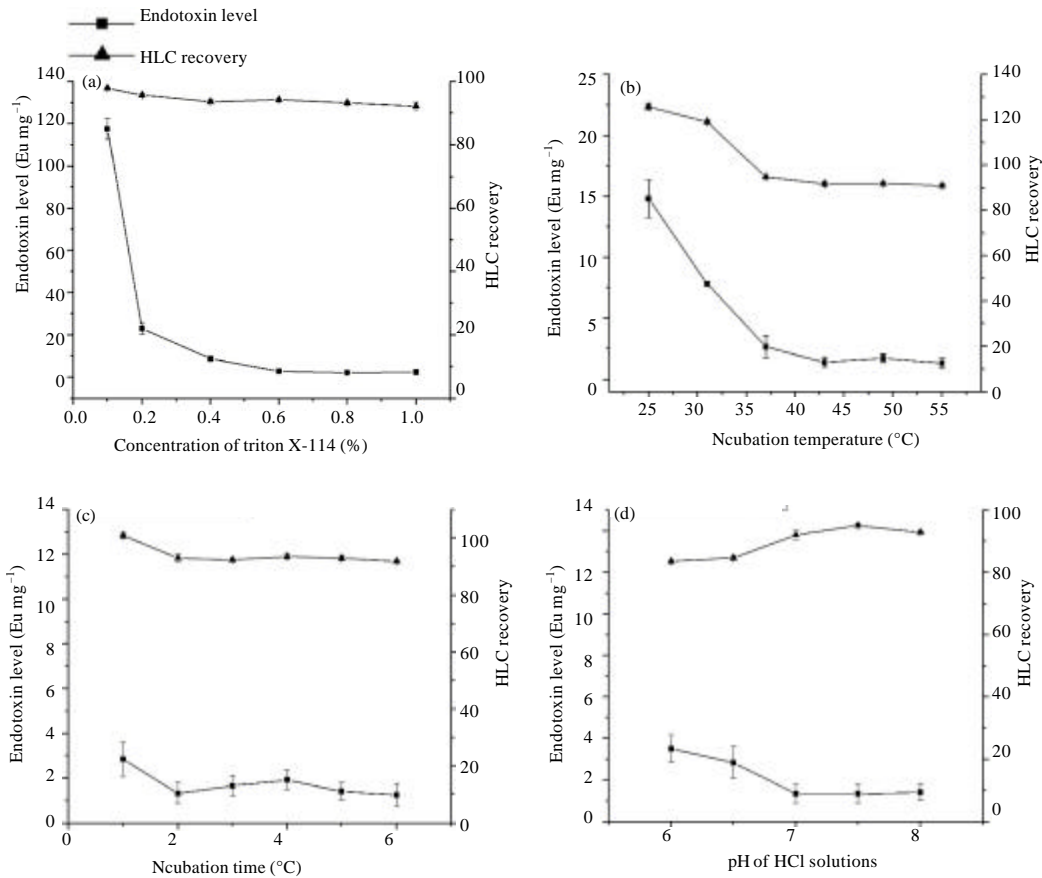 Endotoxin level
HLC recovery
(a)
140
120
100
80
60
40
20
0
Endotoxin level (Eu mg⁻¹)
100
80
60
40
20
0
HLC recovery
0.0 0.2 0.4 0.6 0.8 1.0
Concentration of triton X-114 (%)
(b)
25
20
15
10
5
0
Endotoxin level (Eu mg⁻¹)
140
120
100
80
60
40
20
0
HLC recovery
25 30 35 40 45 50 55
Ncubation temperature (°C)
(c)
14
12
10
8
6
4
2
0
Endotoxin level (Eu mg⁻¹)
100
80
60
40
20
0
HLC recovery
0 2 4 6
Ncubation time (°C)
(d)
14
12
10
8
6
4
2
0
Endotoxin level (Eu mg⁻¹)
100
80
60
40
20
0
HLC recovery
6 7 8
pH of HCl solutions